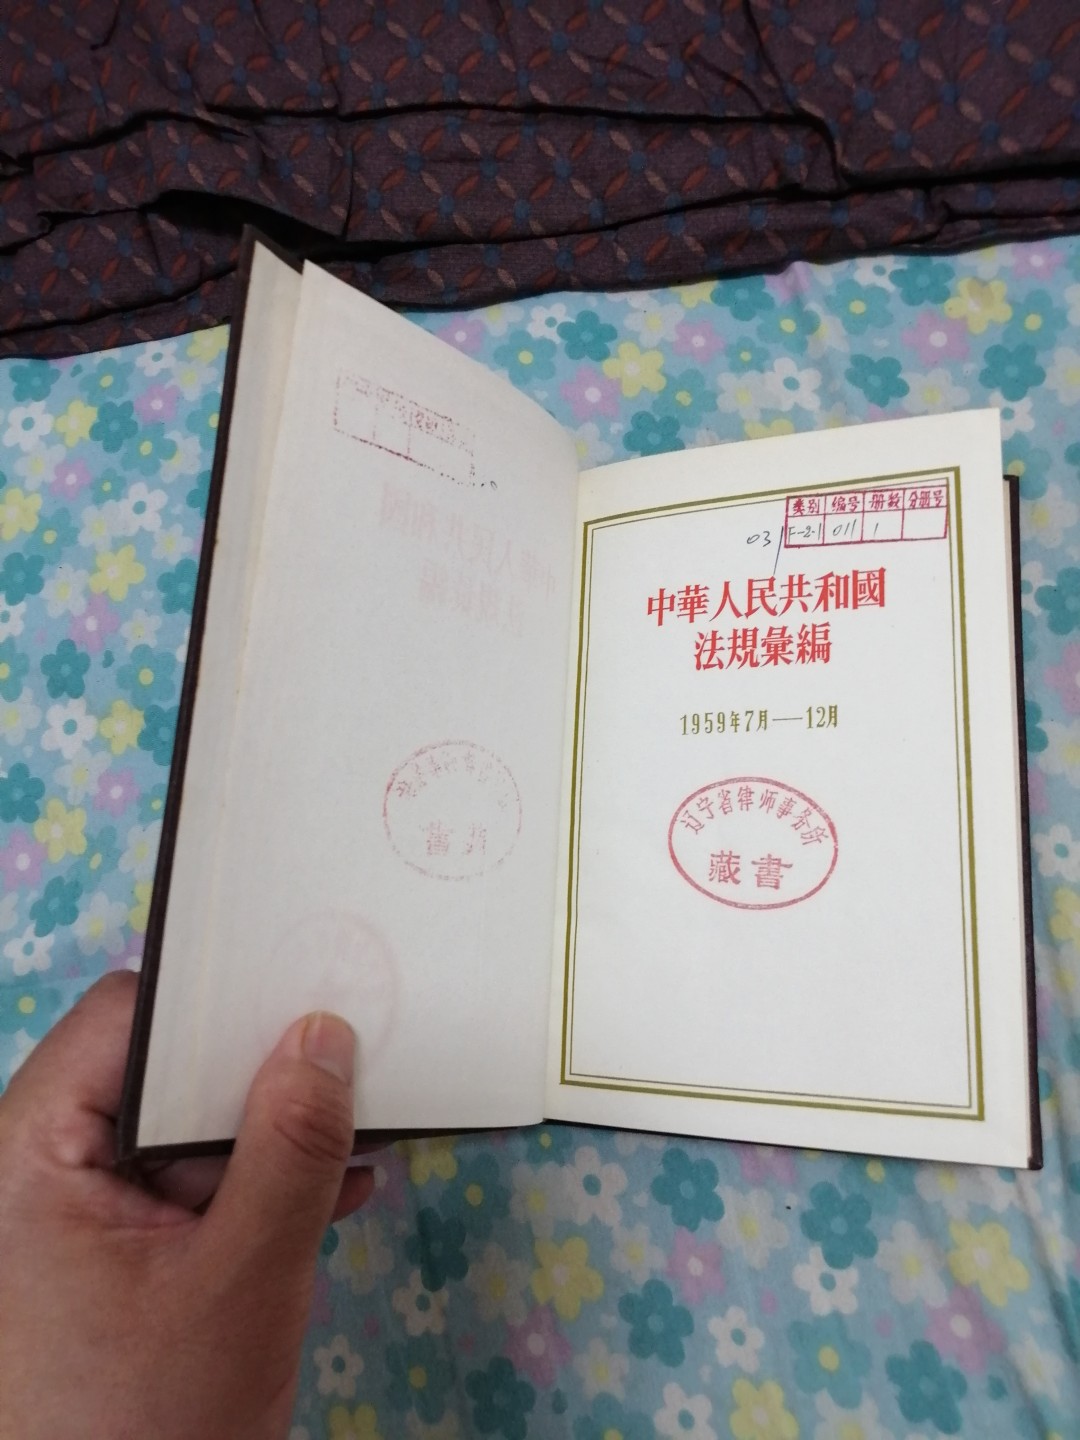 类别 编号 册数 分册号
031 F-2.1 011 1
中華人民共和國
法規彙編
1959年7月——12月
辽宁省律师事务所
藏書